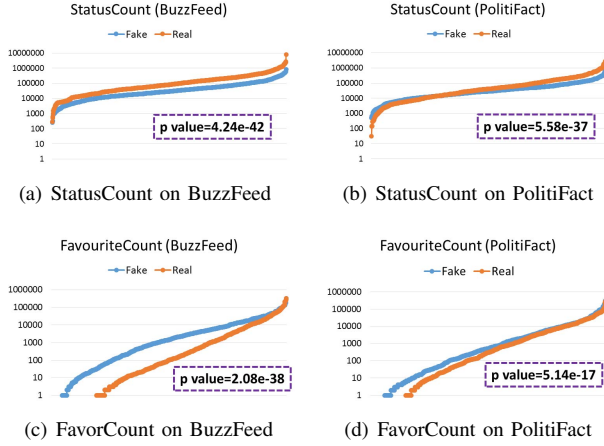 StatusCount (BuzzFeed)
Fake Real
10000000
1000000
100000
10000
1000
100
10
1
p value=4.24e-42
(a) StatusCount on BuzzFeed
StatusCount (PolitiFact)
Fake Real
10000000
1000000
100000
10000
1000
100
10
1
p value=5.58e-37
(b) StatusCount on PolitiFact
FavouriteCount (BuzzFeed)
Fake Real
1000000
100000
10000
1000
100
10
1
p value=2.08e-38
(c) FavorCount on BuzzFeed
FavouriteCount (PolitiFact)
Fake Real
1000000
100000
10000
1000
100
10
1
p value=5.14e-17
(d) FavorCount on PolitiFact